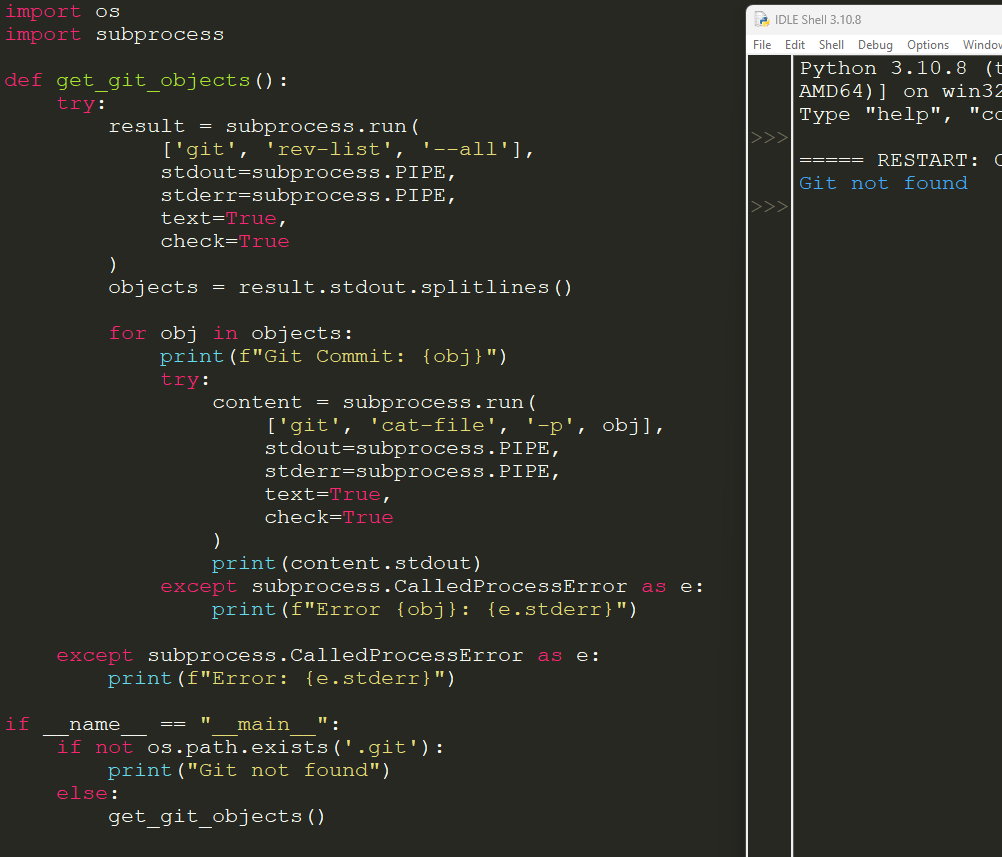 import os
import subprocess

def get_git_objects():
    try:
        result = subprocess.run(
            ['git', 'rev-list', '--all'],
            stdout=subprocess.PIPE,
            stderr=subprocess.PIPE,
            text=True,
            check=True
        )
        objects = result.stdout.splitlines()

        for obj in objects:
            print(f"Git Commit: {obj}")
            try:
                content = subprocess.run(
                    ['git', 'cat-file', '-p', obj],
                    stdout=subprocess.PIPE,
                    stderr=subprocess.PIPE,
                    text=True,
                    check=True
                )
                print(content.stdout)
            except subprocess.CalledProcessError as e:
                print(f"Error {obj}: {e.stderr}")

    except subprocess.CalledProcessError as e:
        print(f"Error: {e.stderr}")

if __name__ == "__main__":
    if not os.path.exists('.git'):
        print("Git not found")
    else:
        get_git_objects()

IDLE Shell 3.10.8
File Edit Shell Debug Options Window
Python 3.10.8 (t
AMD64)] on win32
Type "help", "co
>>>
===== RESTART: C
Git not found
>>>